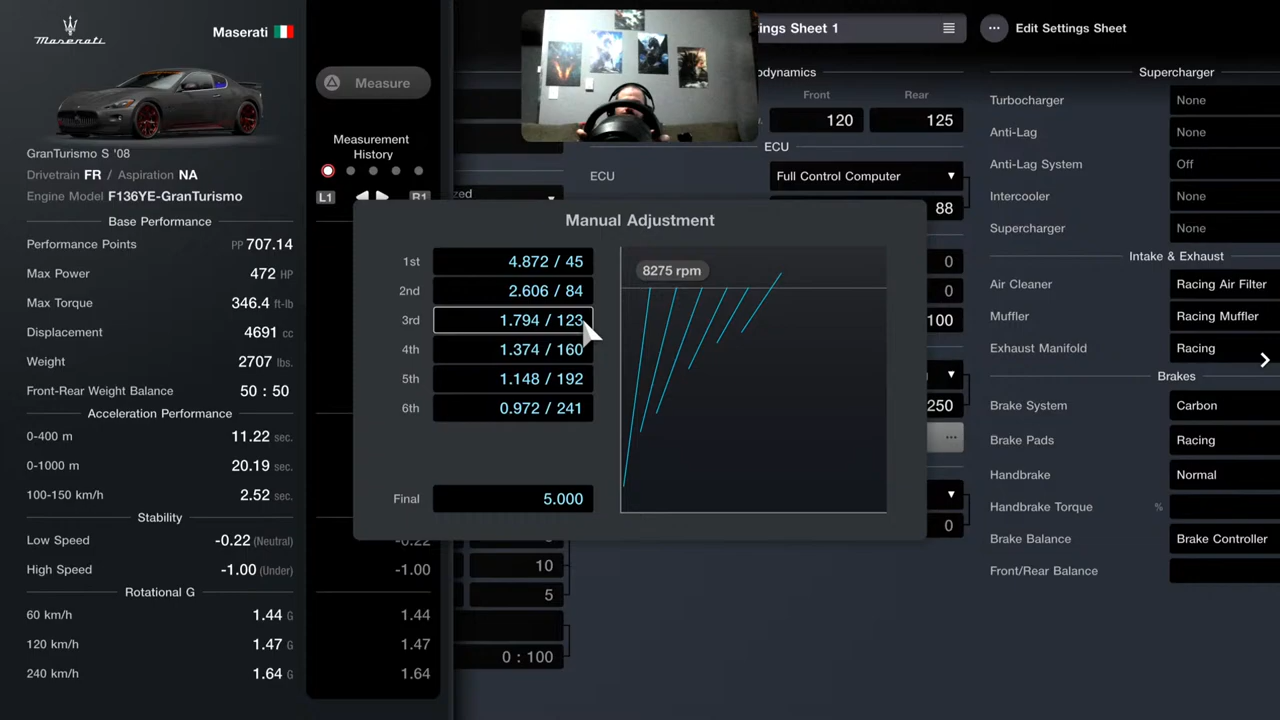 Maserati
Maserati
GranTurismo S '08
Drivetrain FR / Aspiration NA
Engine Model F136YE-GranTurismo
Base Performance
Performance Points PP 707.14
Max Power 472 HP
Max Torque 346.4 ft-lb
Displacement 4691 cc
Weight 2707 lbs.
Front-Rear Weight Balance 50 : 50
Acceleration Performance
0-400 m 11.22 sec.
0-1000 m 20.19 sec.
100-150 km/h 2.52 sec.
Stability
Low Speed -0.22 (Neutral)
High Speed -1.00 (Under)
Rotational G
60 km/h 1.44 G
120 km/h 1.47 G
240 km/h 1.64 G
Measure
Measurement
History
L1 R1
-0.22
-1.00
1.44
1.47
1.64
ings Sheet 1
Edit Settings Sheet
odynamics
Front Rear
120 125
ECU
ECU Full Control Computer
88
zed
0
0
100
250
0
Manual Adjustment
1st 4.872 / 45
2nd 2.606 / 84
3rd 1.794 / 123
4th 1.374 / 160
5th 1.148 / 192
6th 0.972 / 241
Final 5.000
8275 rpm
10
5
0 : 100
Supercharger
Turbocharger None
Anti-Lag None
Anti-Lag System Off
Intercooler None
Supercharger None
Intake & Exhaust
Air Cleaner Racing Air Filter
Muffler Racing Muffler
Exhaust Manifold Racing
Brakes
Brake System Carbon
Brake Pads Racing
Handbrake Normal
Handbrake Torque %
Brake Balance Brake Controller
Front/Rear Balance